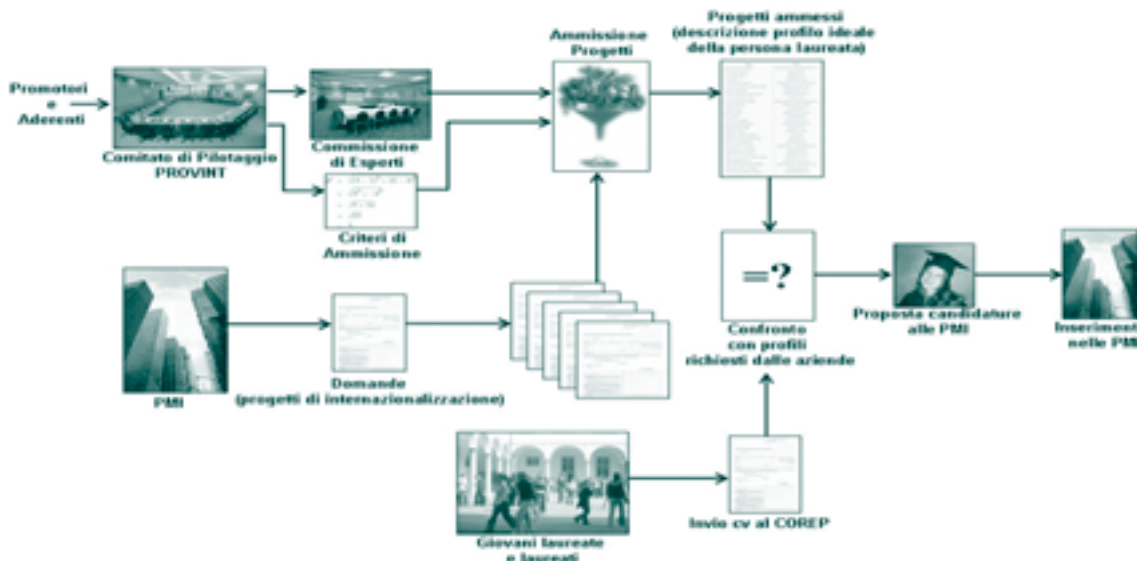 Ammissione
Progetti
Progetti ammessi
(descrizione profilo ideale
della persona laureata)
Promotori
e
Aderenti
Comitato di Pilotaggio
PROVINT
Commissione
di Esperti
Criteri di
Ammissione
=?
PMI
Domande
(progetti di internazionalizzazione)
Confronto
con profili
richiesti dalle aziende
Proposta candidature
alle PMI
Inseriment
nelle PMI
Giovani laureate
e laureati
Invio cv al COREP